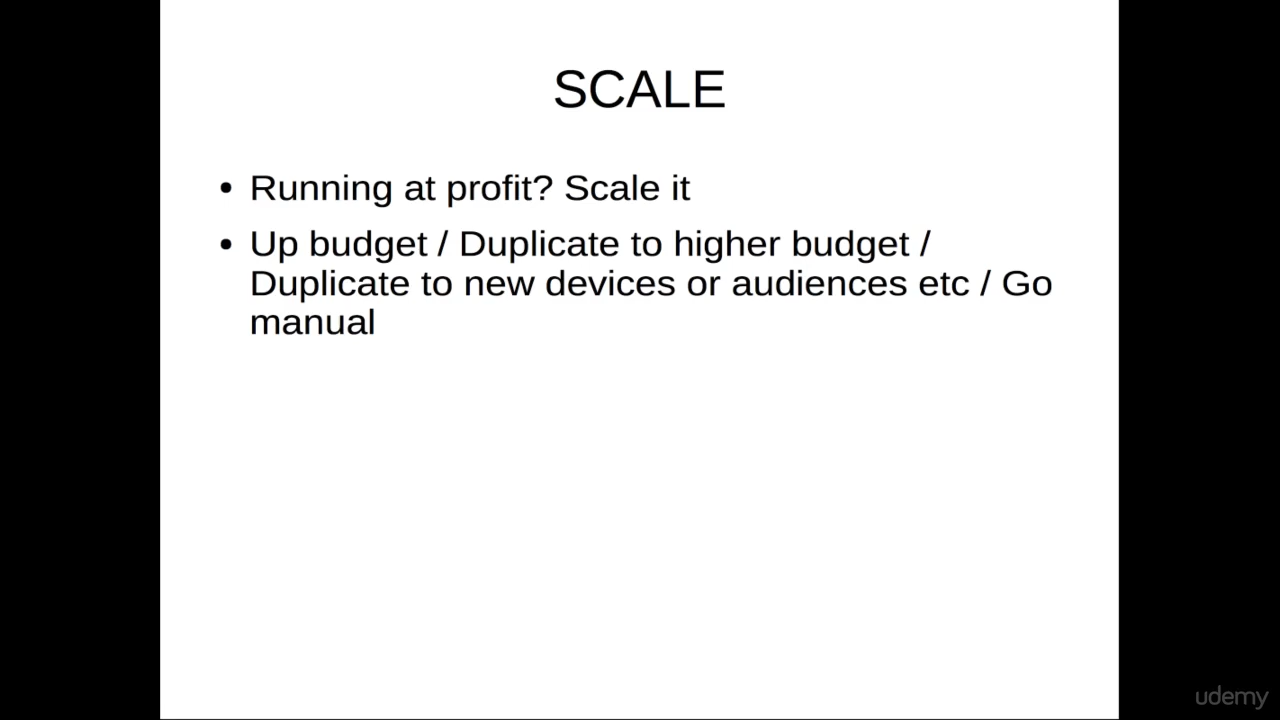 SCALE
• Running at profit? Scale it
• Up budget / Duplicate to higher budget /
Duplicate to new devices or audiences etc / Go
manual
udemy